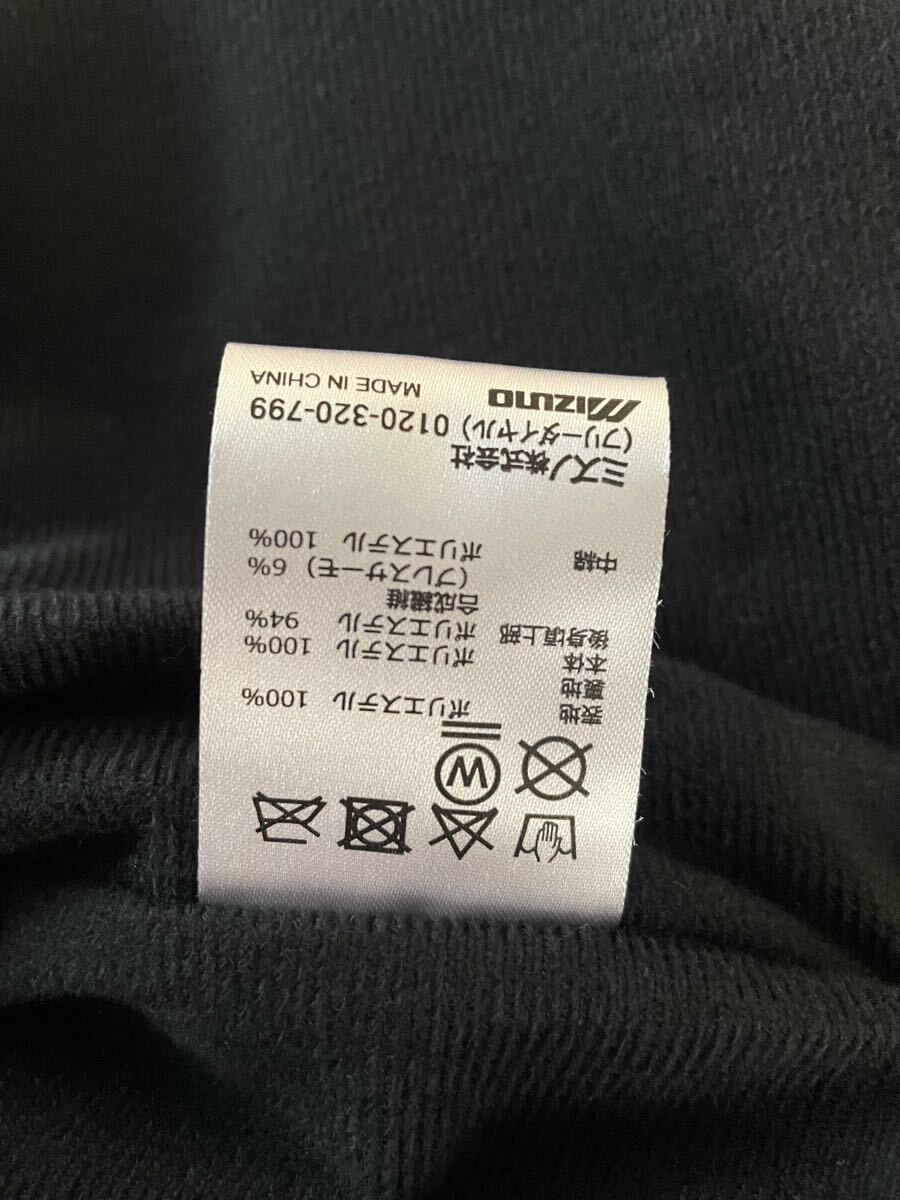 表地 ポリエステル 100%
裏地
本体 ポリエステル 100%
後身頃上部 ポリエステル 94%
合成繊維
(ブレスサーモ) 6%
中綿 ポリエステル 100%
ミズノ株式会社
(フリーダイヤル) 0120-320-799
MIZUNO MADE IN CHINA